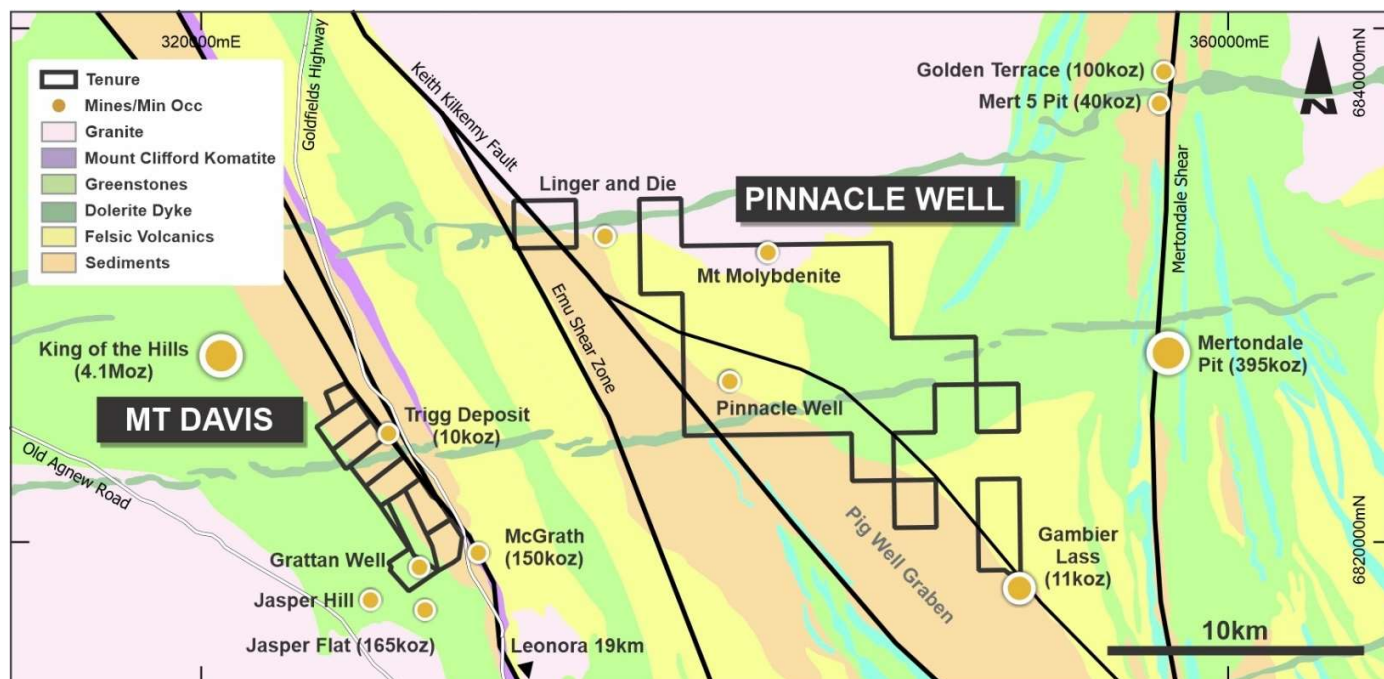 320000mE
360000mE
6840000mN
6820000mN
N
Tenure
Mines/Min Occ
Granite
Mount Clifford Komatite
Greenstones
Dolerite Dyke
Felsic Volcanics
Sediments
Goldfields Highway
Keith Kilkenny Fault
Golden Terrace (100koz)
Mert 5 Pit (40koz)
Linger and Die
PINNACLE WELL
Mt Molybdenite
Mertondale Shear
Emu Shear Zone
King of the Hills
(4.1Moz)
Mertondale
Pit (395koz)
Pinnacle Well
MT DAVIS
Trigg Deposit
(10koz)
Old Agnew Road
Pig Well Graben
McGrath
(150koz)
Gambier
Lass
(11koz)
Grattan Well
Jasper Hill
Jasper Flat (165koz)
Leonora 19km
10km